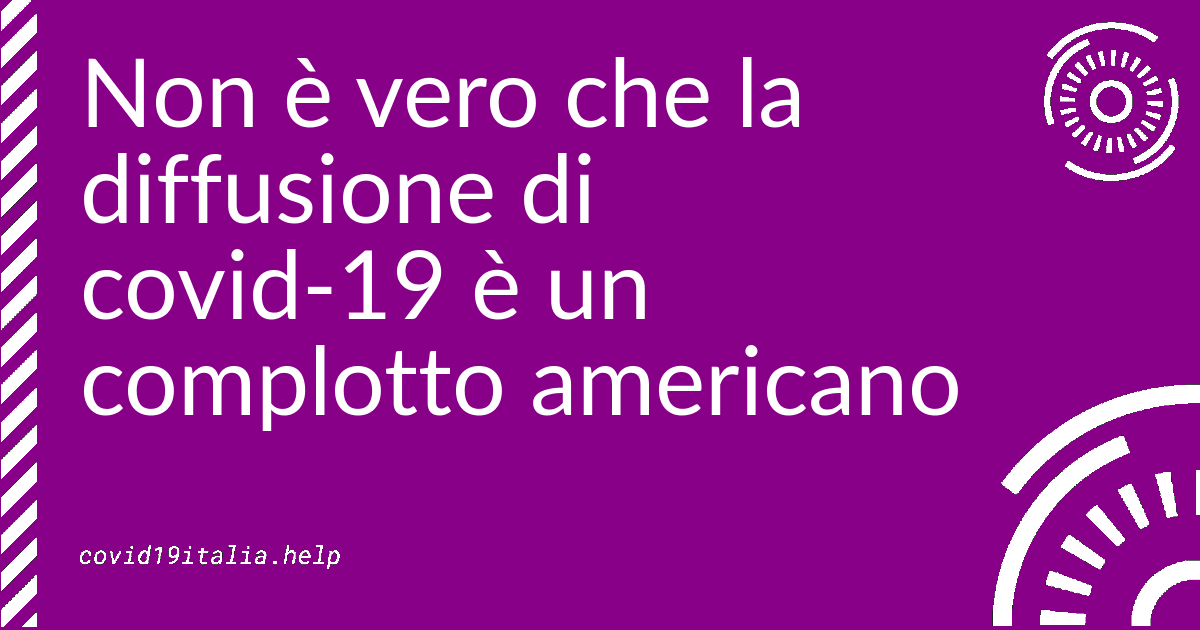 Non è vero che la
diffusione di
covid-19 è un
complotto americano
covid19italia.help